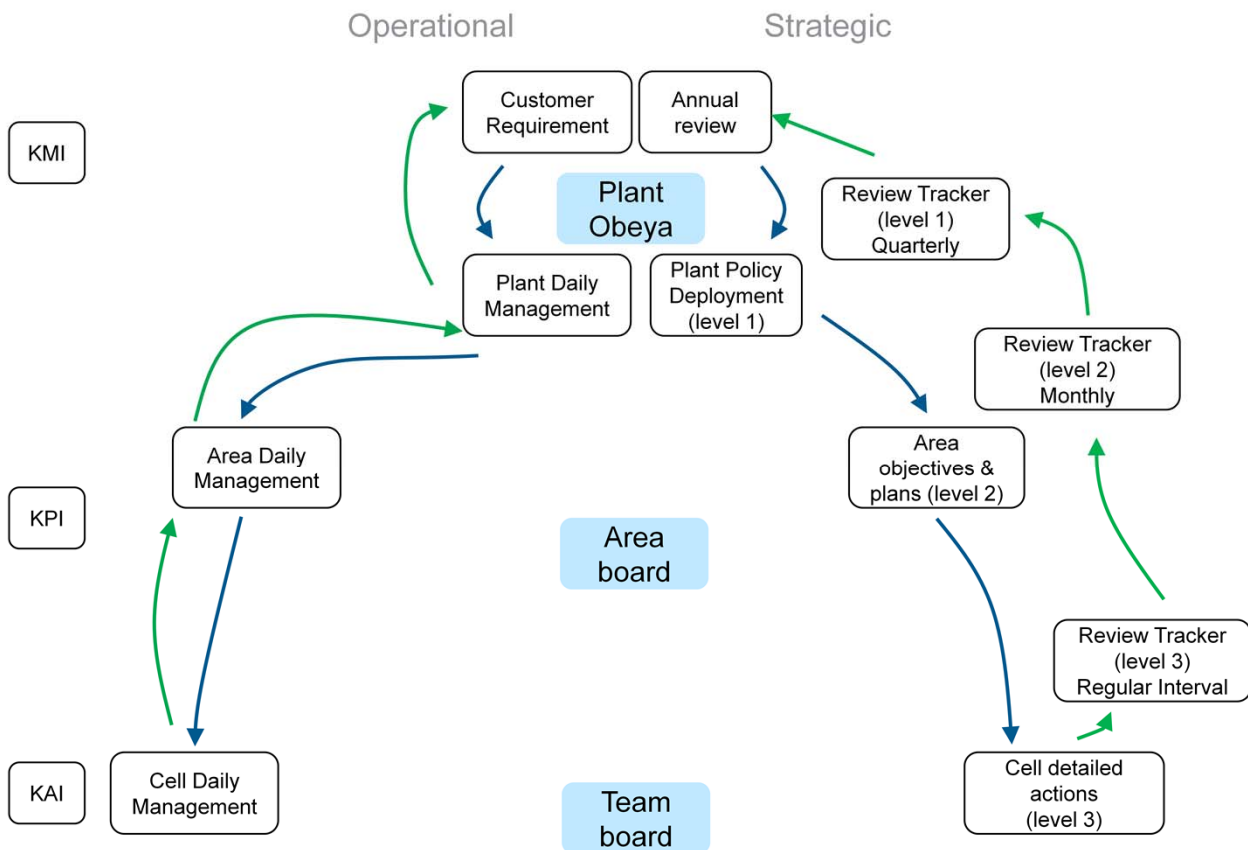 Operational
Strategic
Customer
Requirement
Annual
review
KMI
Plant
Obeya
Review Tracker
(level 1)
Quarterly
Plant Daily
Management
Plant Policy
Deployment
(level 1)
Review Tracker
(level 2)
Monthly
Area Daily
Management
Area
objectives &
plans (level 2)
KPI
Area
board
Review Tracker
(level 3)
Regular Interval
KAI
Cell Daily
Management
Team
board
Cell detailed
actions
(level 3)